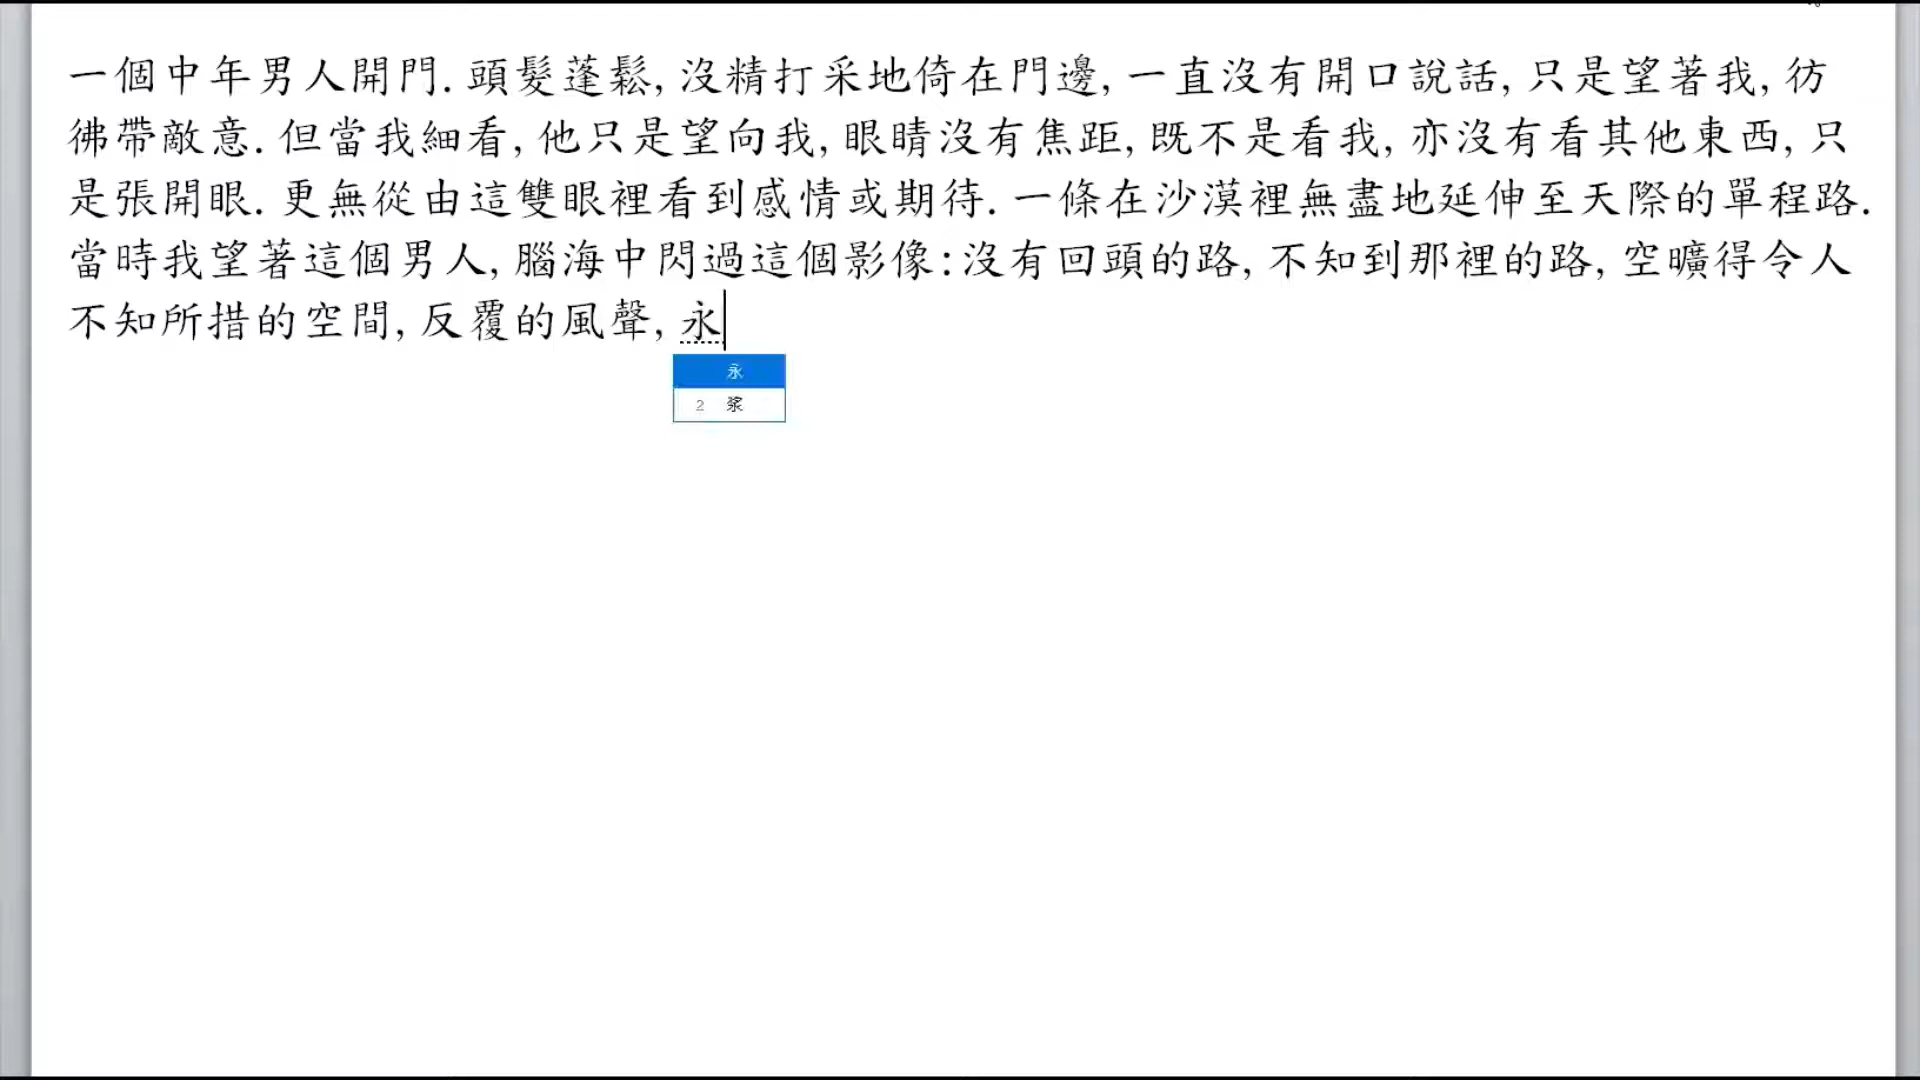 一個中年男人開門. 頭髮蓬鬆, 沒精打采地倚在門邊, 一直沒有開口說話, 只是望著我, 彷
彿帶敵意. 但當我細看, 他只是望向我, 眼睛沒有焦距, 既不是看我, 亦沒有看其他東西, 只
是張開眼. 更無從由這雙眼裡看到感情或期待. 一條在沙漠裡無盡地延伸至天際的單程路.
當時我望著這個男人, 腦海中閃過這個影像: 沒有回頭的路, 不知到那裡的路, 空曠得令人
不知所措的空間, 反覆的風聲, 永
永
2 漿